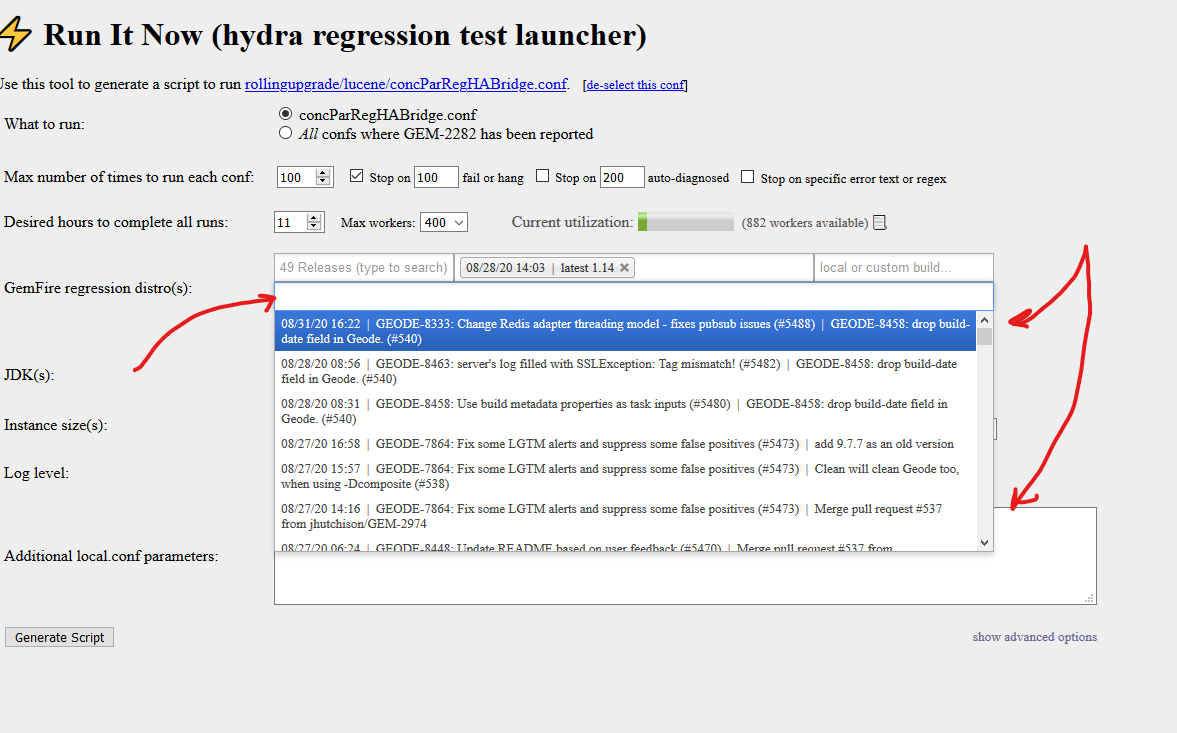 ⚡ Run It Now (hydra regression test launcher)
Use this tool to generate a script to run rollingupgrade/lucene/concParRegHABridge.conf. [de-select this conf]
What to run:
concParRegHABridge.conf
All confs where GEM-2282 has been reported
Max number of times to run each conf: 100 Stop on 100 fail or hang Stop on 200 auto-diagnosed Stop on specific error text or regex
Desired hours to complete all runs: 11 Max workers: 400 Current utilization: (882 workers available)
49 Releases (type to search) 08/28/20 14:03 | latest 1.14 × local or custom build...
GemFire regression distro(s):
08/31/20 16:22 | GEODE-8333: Change Redis adapter threading model - fixes pubsub issues (#5488) | GEODE-8458: drop build-
date field in Geode. (#540)
08/28/20 08:56 | GEODE-8463: server's log filled with SSLException: Tag mismatch! (#5482) | GEODE-8458: drop build-date
field in Geode. (#540)
08/28/20 08:31 | GEODE-8458: Use build metadata properties as task inputs (#5480) | GEODE-8458: drop build-date field in
Geode. (#540)
08/27/20 16:58 | GEODE-7864: Fix some LGTM alerts and suppress some false positives (#5473) | add 9.7.7 as an old version
08/27/20 15:57 | GEODE-7864: Fix some LGTM alerts and suppress some false positives (#5473) | Clean will clean Geode too,
when using -Dcomposite (#538)
08/27/20 14:16 | GEODE-7864: Fix some LGTM alerts and suppress some false positives (#5473) | Merge pull request #537
from jhutchison/GEM-2974
08/27/20 06:24 | GEODE-8448: Update README based on user feedback (#5470) | Merge pull request #537 from
JDK(s):
Instance size(s):
Log level:
Additional local.conf parameters:
Generate Script
show advanced options